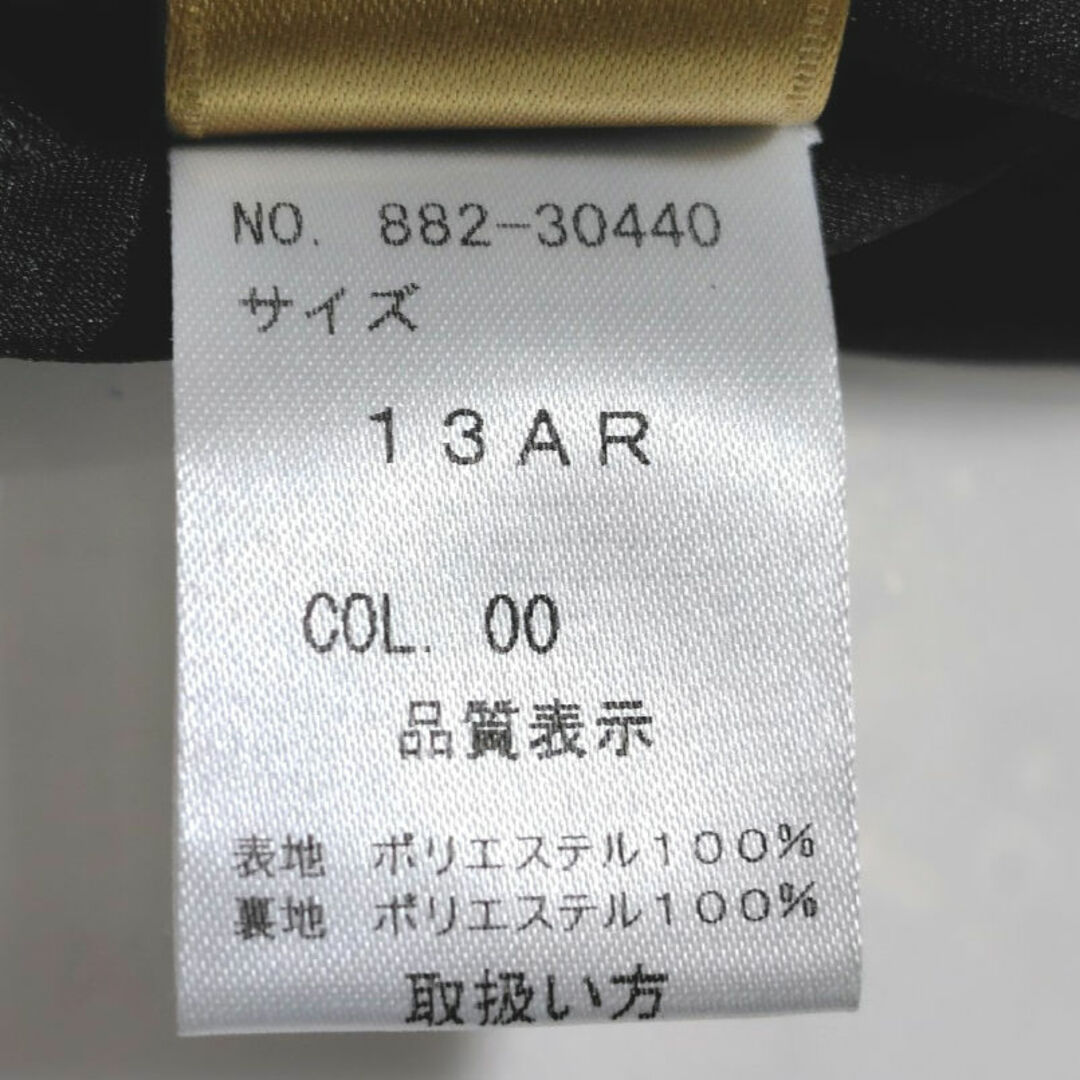 NO. 882-30440
サイズ
13AR
COL. 00
品質表示
表地 ポリエステル100%
裏地 ポリエステル100%
取扱い方